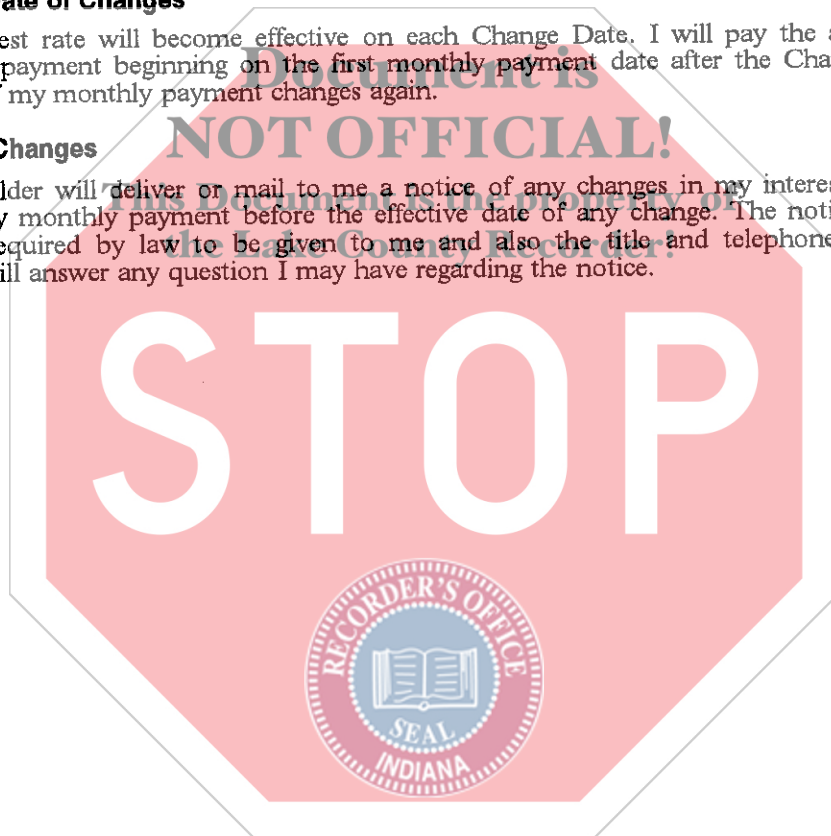 ate of Changes
est rate will become effective on each Change Date. I will pay the a
payment beginning on the first monthly payment date after the Cha
my monthly payment changes again.
Document is
NOT OFFICIAL!
Changes
lder will deliver or mail to me a notice of any changes in my interes
y monthly payment before the effective date of any change. The noti
equired by law to be given to me and also the title and telephone
ill answer any question I may have regarding the notice.
This Document is the property of
the Lake County Recorder!
STOP
RECORDER'S OFFICE
SEAL
INDIANA